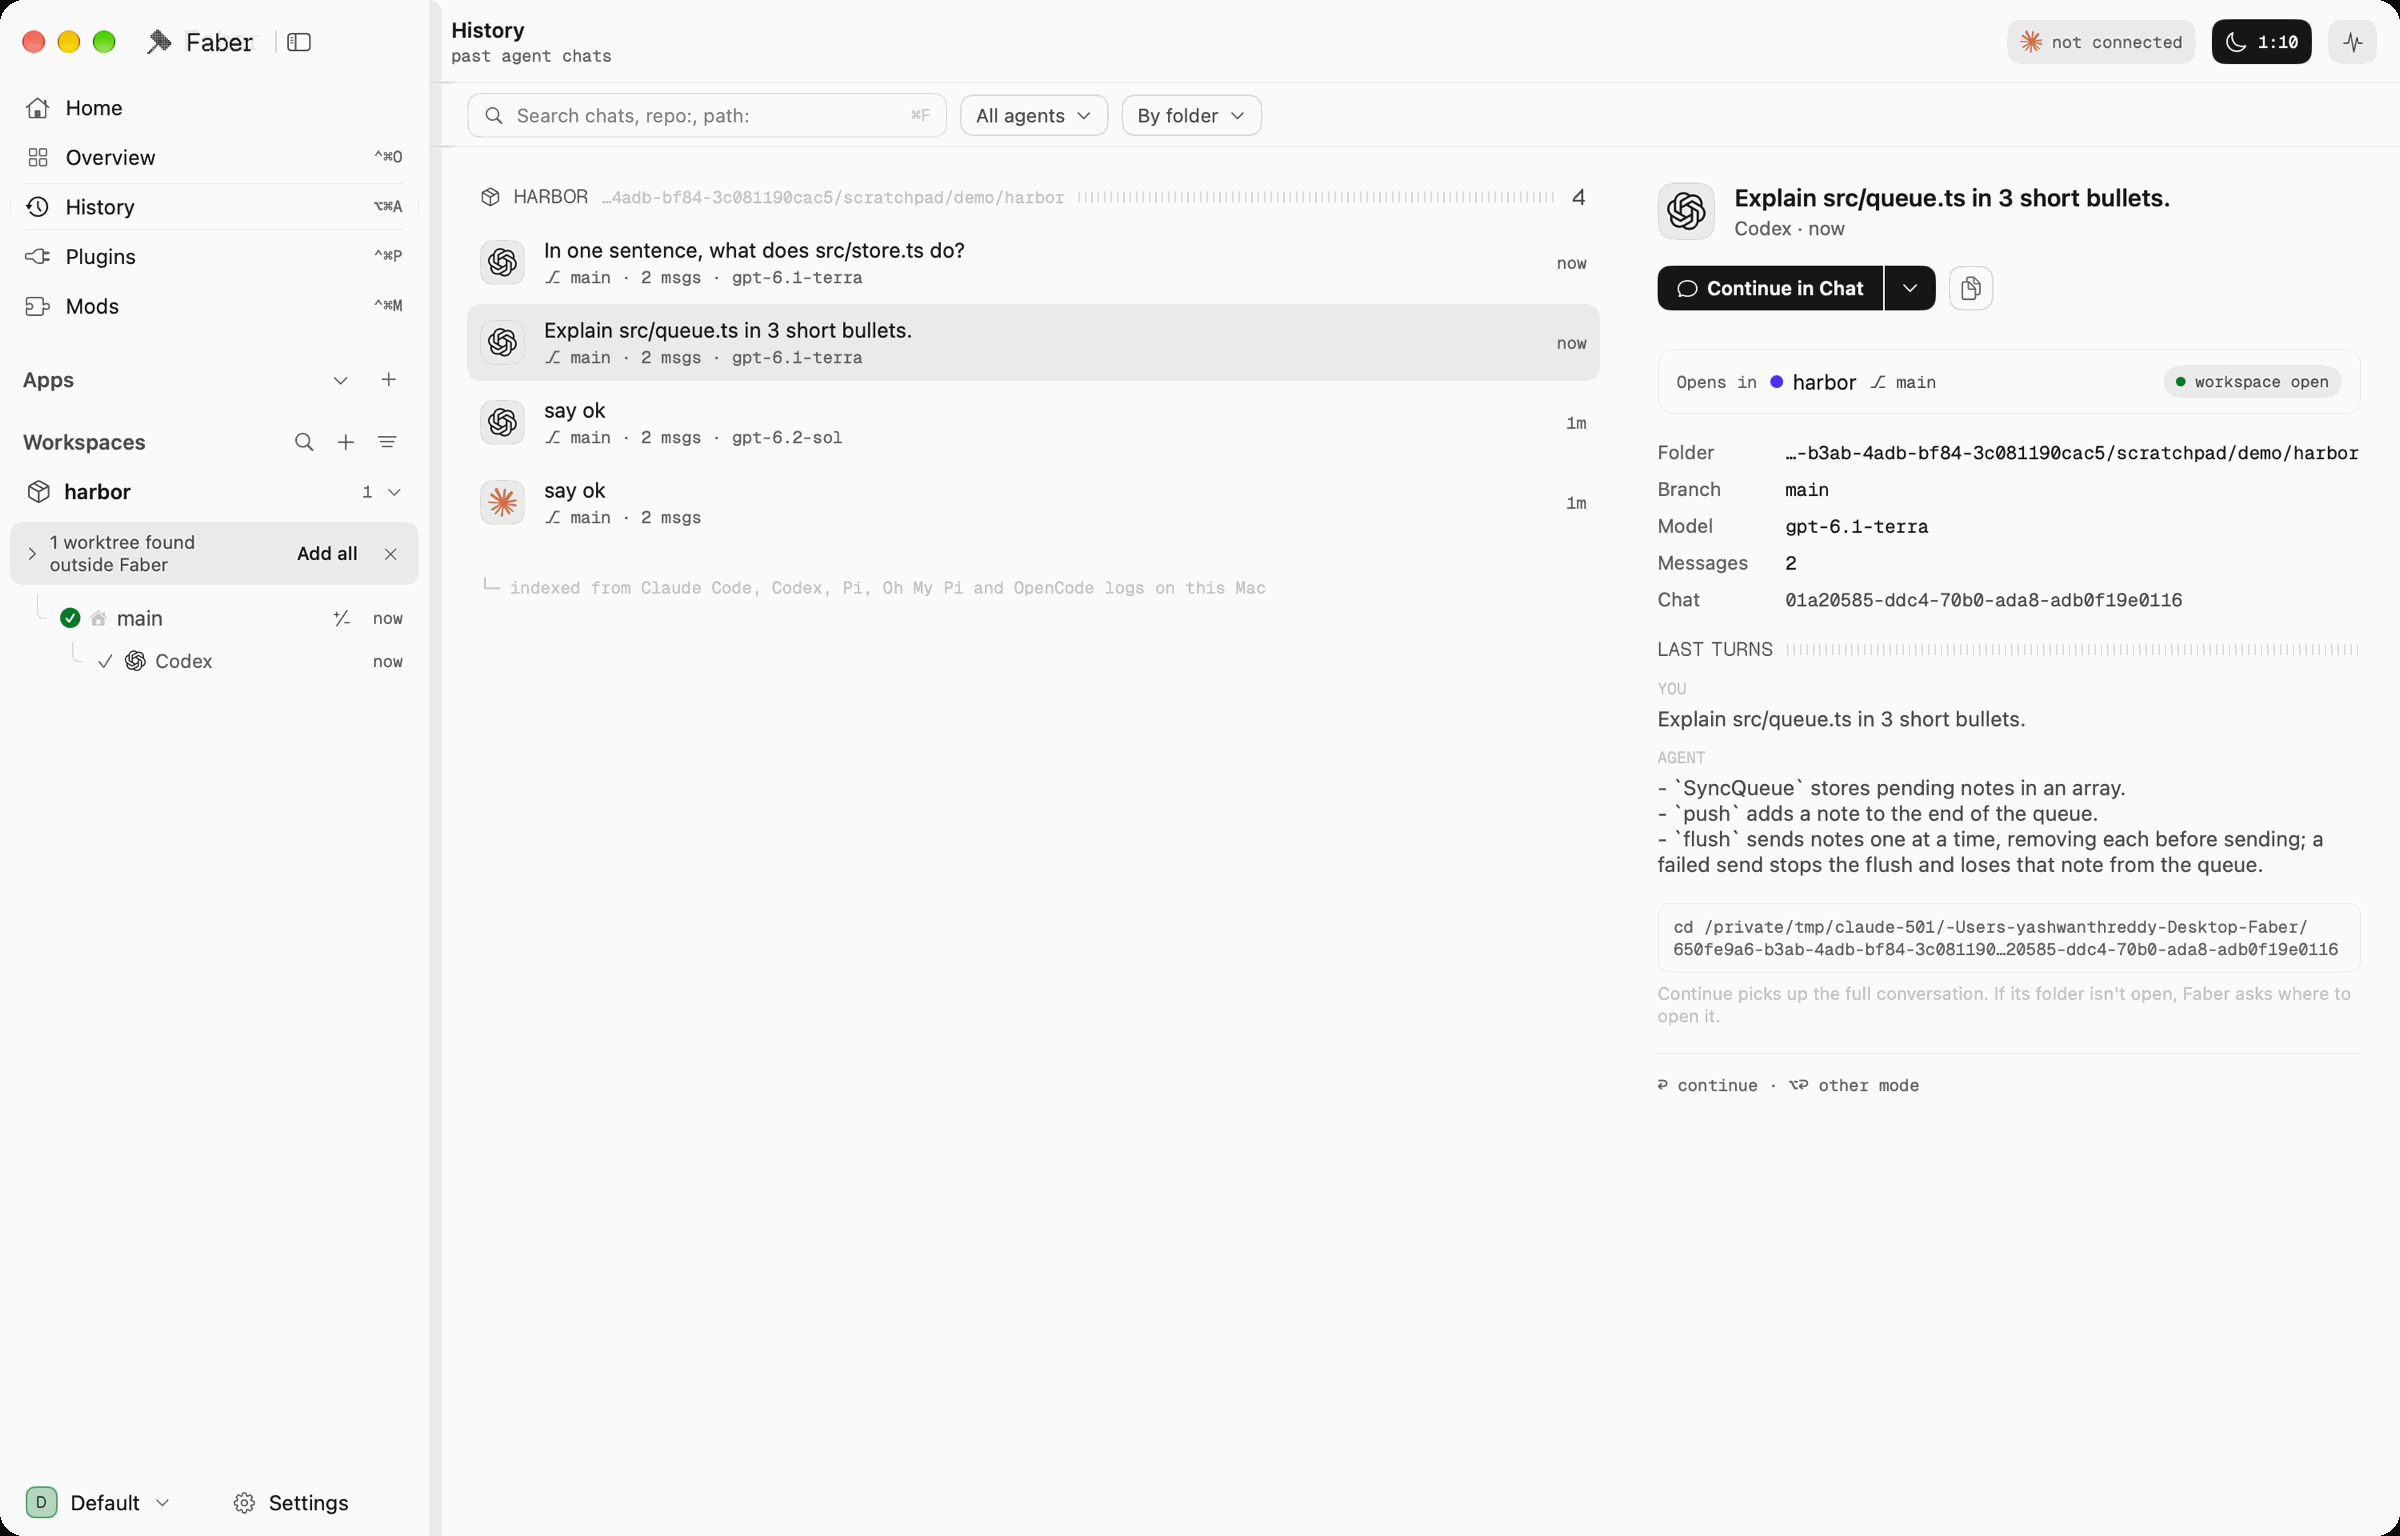 Faber
Home
Overview ^⌘O
History ⌥⌘A
Plugins ^⌘P
Mods ^⌘M
Apps
Workspaces
harbor 1
1 worktree found
outside Faber
Add all
main +/- now
Codex now
D Default
Settings
History
past agent chats
not connected
1:10
Search chats, repo:, path: ⌘F
All agents
By folder
HARBOR …4adb-bf84-3c081190cac5/scratchpad/demo/harbor 4
In one sentence, what does src/store.ts do?
main · 2 msgs · gpt-6.1-terra
now
Explain src/queue.ts in 3 short bullets.
main · 2 msgs · gpt-6.1-terra
now
say ok
main · 2 msgs · gpt-6.2-sol
1m
say ok
main · 2 msgs
1m
indexed from Claude Code, Codex, Pi, Oh My Pi and OpenCode logs on this Mac
Explain src/queue.ts in 3 short bullets.
Codex · now
Continue in Chat
Opens in harbor main
workspace open
Folder …-b3ab-4adb-bf84-3c081190cac5/scratchpad/demo/harbor
Branch main
Model gpt-6.1-terra
Messages 2
Chat 01a20585-ddc4-70b0-ada8-adb0f19e0116
LAST TURNS
YOU
Explain src/queue.ts in 3 short bullets.
AGENT
- `SyncQueue` stores pending notes in an array.
- `push` adds a note to the end of the queue.
- `flush` sends notes one at a time, removing each before sending; a
failed send stops the flush and loses that note from the queue.
cd /private/tmp/claude-501/-Users-yashwanthreddy-Desktop-Faber/
650fe9a6-b3ab-4adb-bf84-3c081190…20585-ddc4-70b0-ada8-adb0f19e0116
Continue picks up the full conversation. If its folder isn't open, Faber asks where to
open it.
continue · other mode